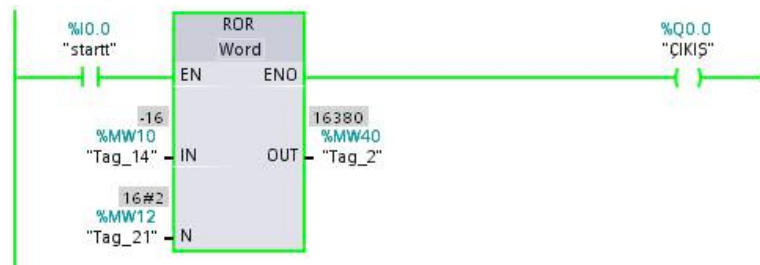 %I0.0
"startt"
ROR
Word
%Q0.0
"ÇIKIŞ"
EN ENO
-16
%MW10
"Tag_14"
IN
OUT
16380
%MW40
"Tag_2"
16#2
%MW12
"Tag_21"
N